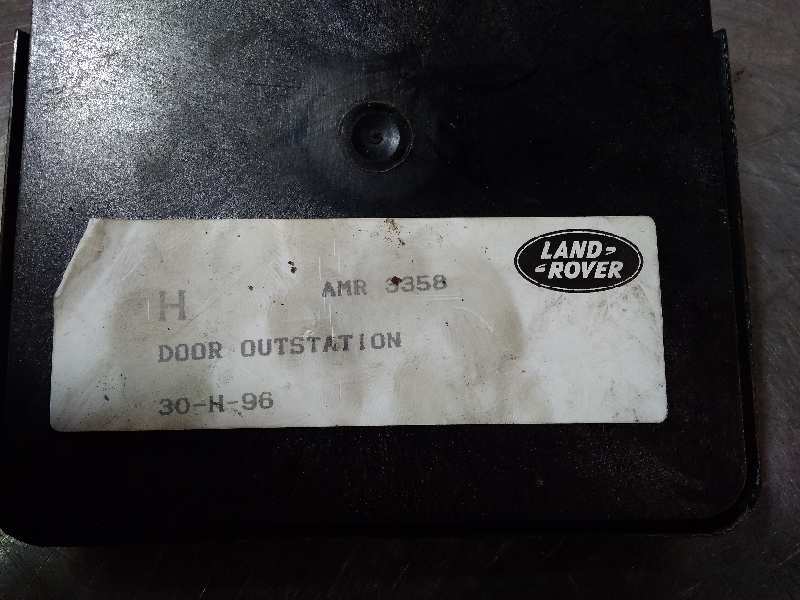 LAND-
-ROVER
AMR 3358
H
DOOR OUTSTATION
30-H-96